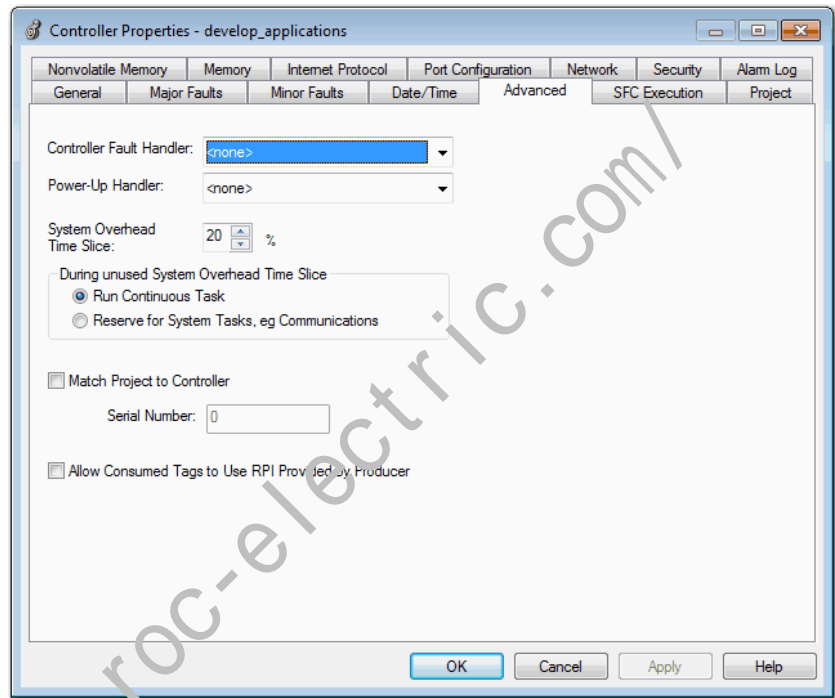 Controller Properties - develop_applications
Nonvolatile Memory Memory Internet Protocol Port Configuration Network Security Alarm Log
General Major Faults Minor Faults Date/Time Advanced SFC Execution Project
Controller Fault Handler: <none>
Power-Up Handler: <none>
System Overhead
Time Slice: 20 %
During unused System Overhead Time Slice
Run Continuous Task
Reserve for System Tasks, eg Communications
Match Project to Controller
Serial Number: 0
Allow Consumed Tags to Use RPI Provided by Producer
OK Cancel Apply Help
roc-electric.com/